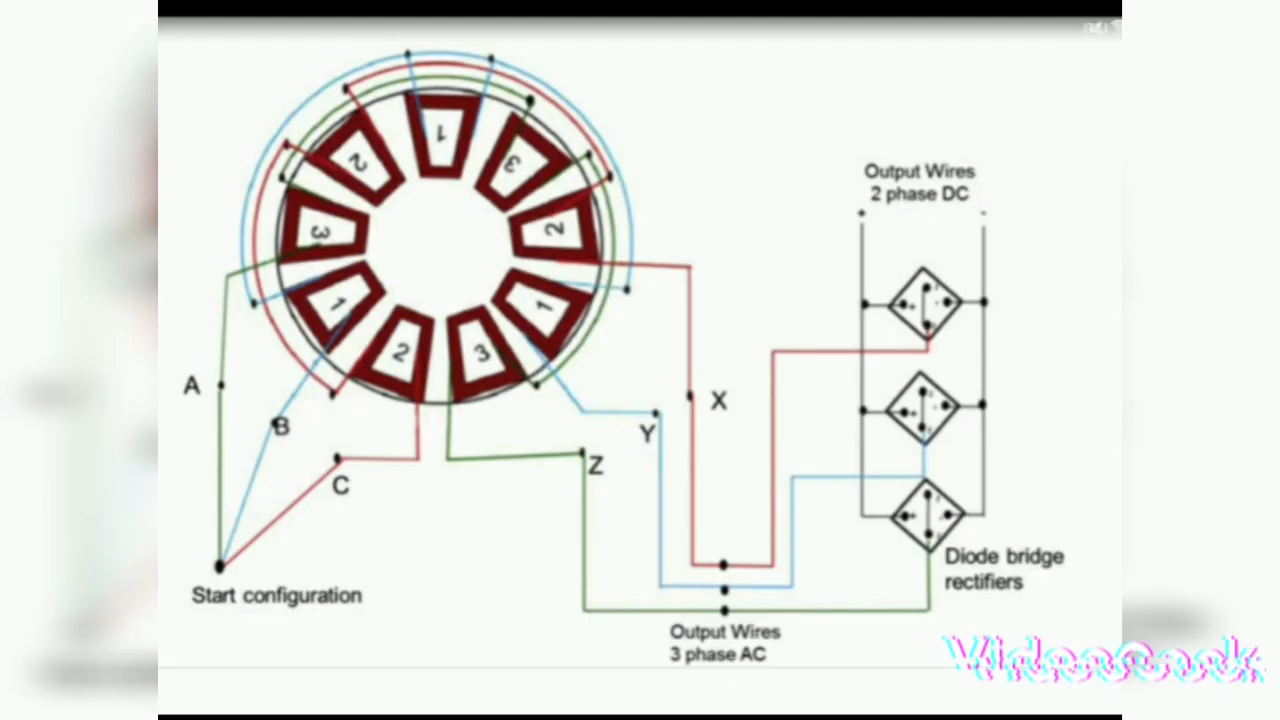 1
2
3
3
2
1
1
2
3
A
B
C
Start configuration
X
Y
Z
Output Wires
3 phase AC
Output Wires
2 phase DC
+ -
+ -
+ -
+ -
Diode bridge
rectifiers
VideoGock